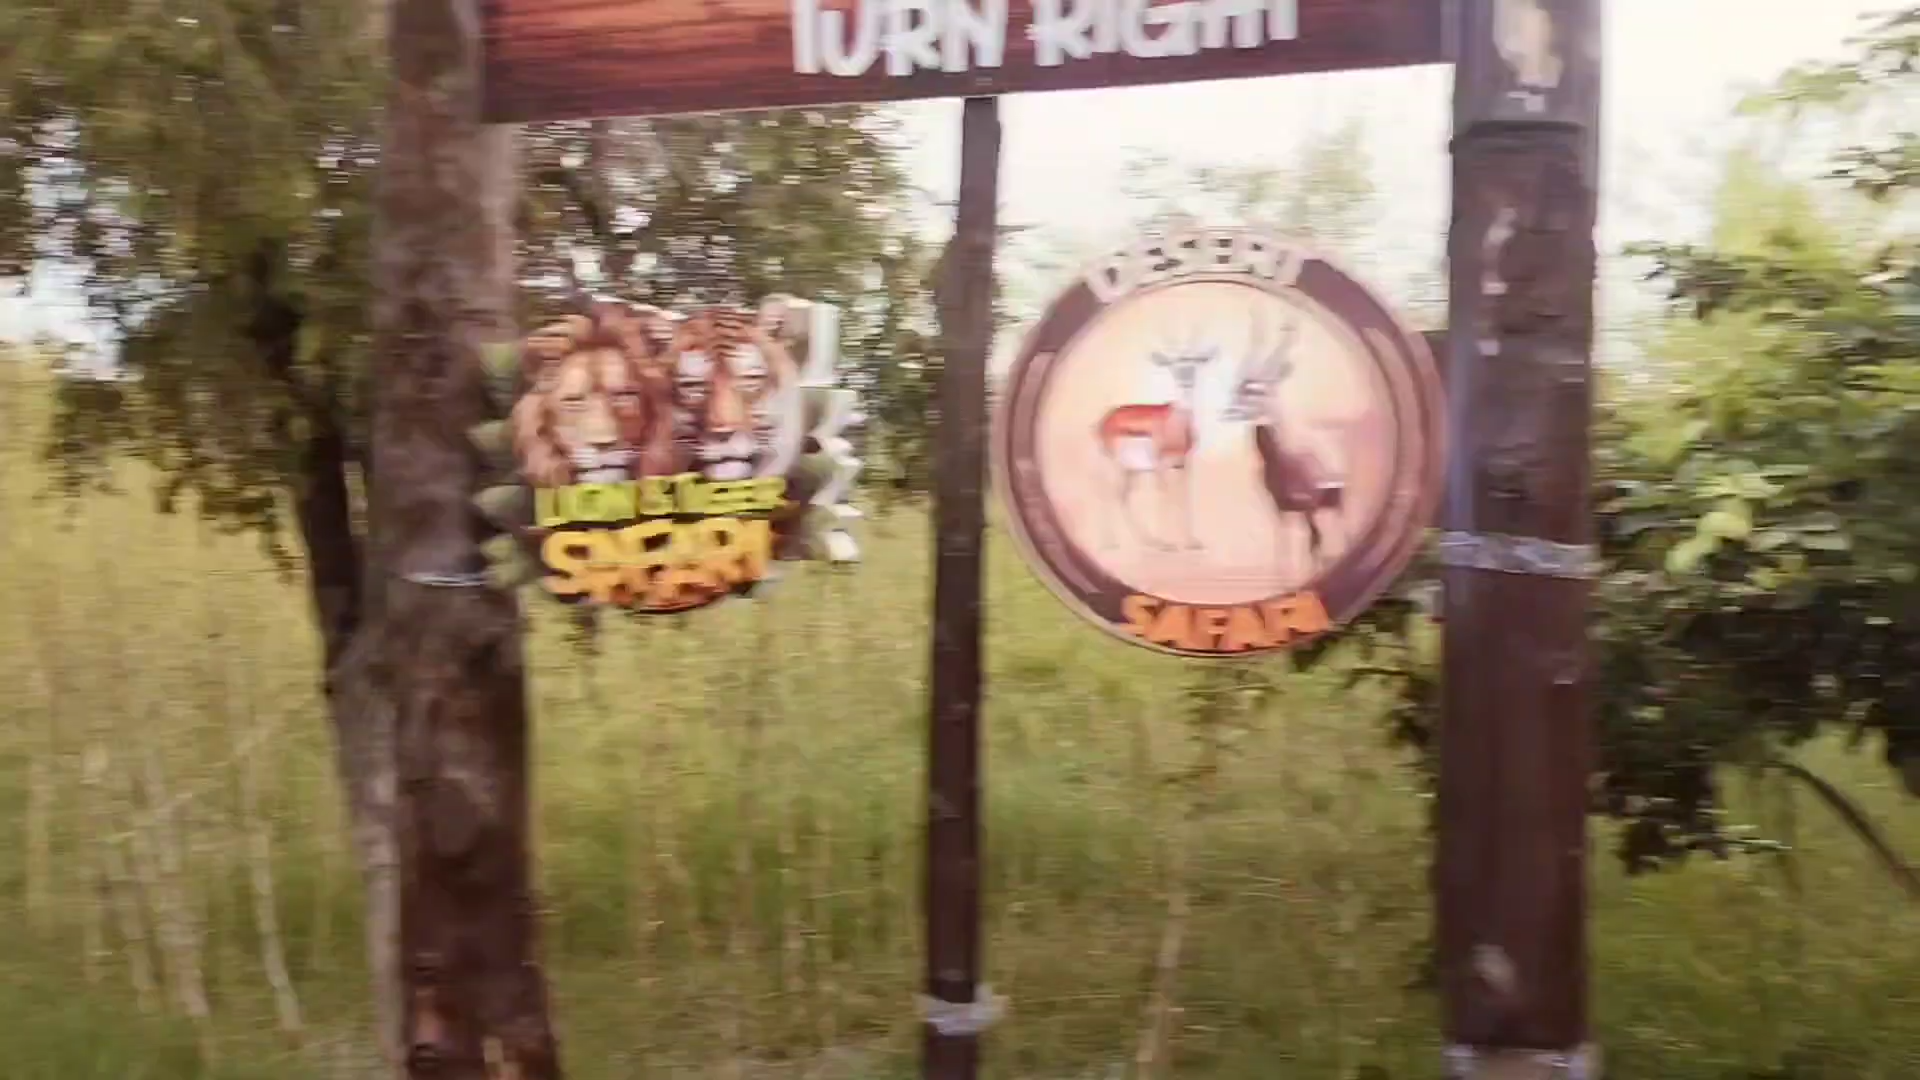 TURN RIGHT
LION & TIGER
SAFARI
DESERT
SAFARI